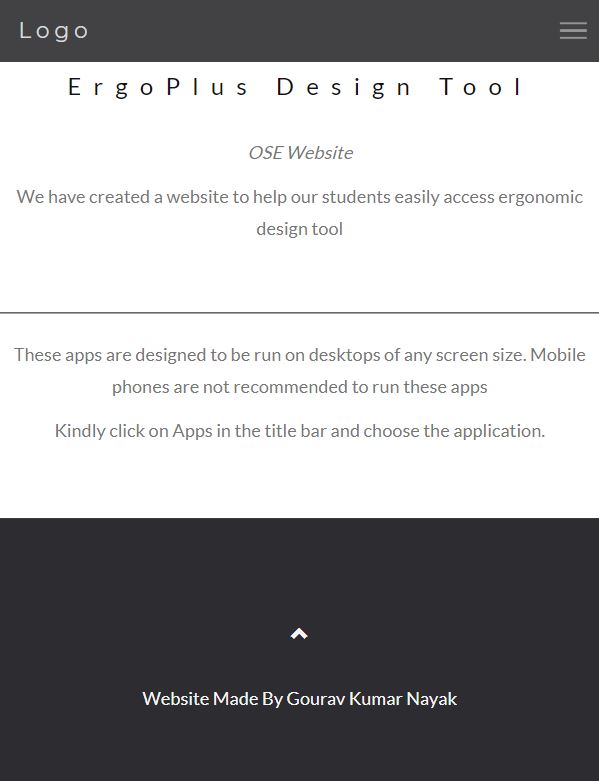 Logo
ErgoPlus Design Tool
OSE Website
We have created a website to help our students easily access ergonomic
design tool
These apps are designed to be run on desktops of any screen size. Mobile
phones are not recommended to run these apps
Kindly click on Apps in the title bar and choose the application.
Website Made By Gourav Kumar Nayak